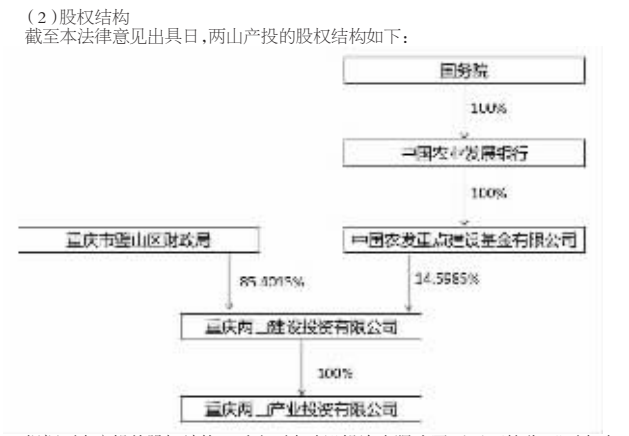 （2）股权结构
截至本法律意见出具日，两山产投的股权结构如下：
国务院
100%
中国农业发展银行
100%
重庆市璧山区财政局
中国农发重点建设基金有限公司
85.4015%
14.5985%
重庆两山建设投资有限公司
100%
重庆两山产业投资有限公司